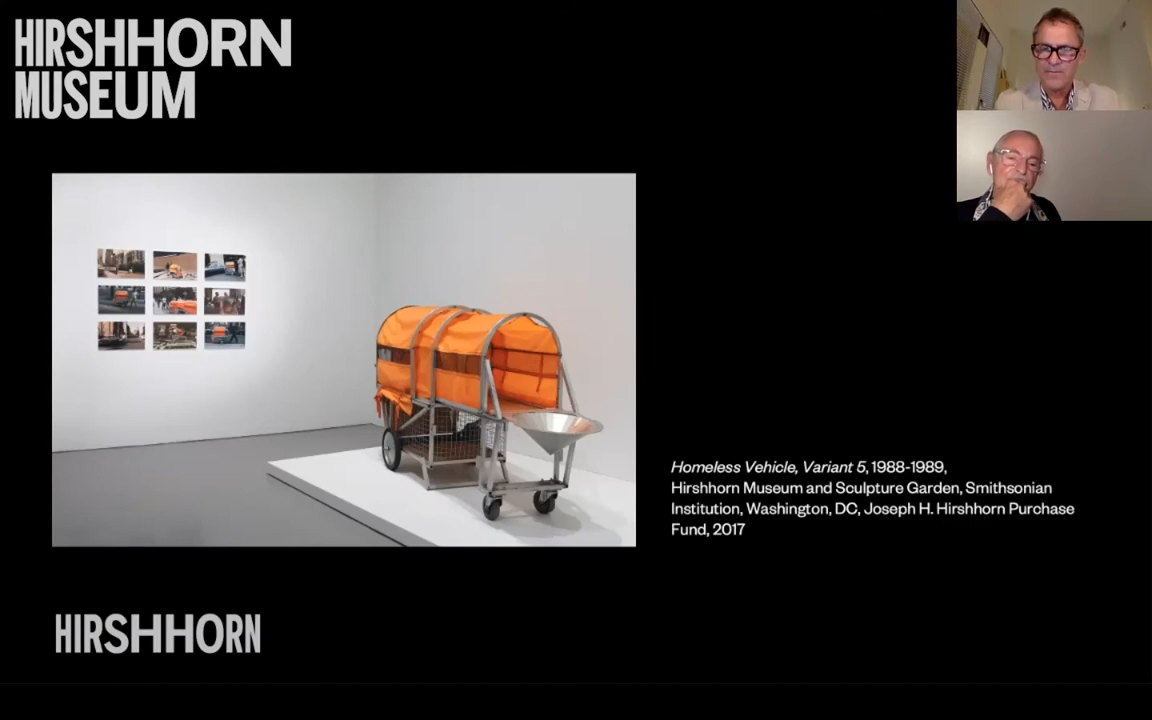 HIRSHHORN
MUSEUM
Homeless Vehicle, Variant 5, 1988-1989,
Hirshhorn Museum and Sculpture Garden, Smithsonian
Institution, Washington, DC, Joseph H. Hirshhorn Purchase
Fund, 2017
HIRSHHORN